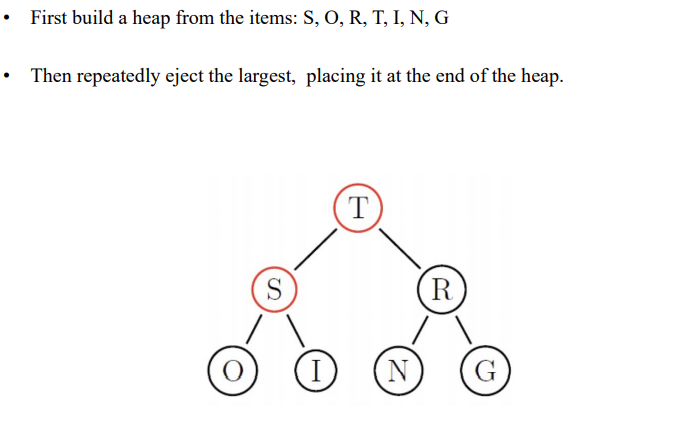 • First build a heap from the items: S, O, R, T, I, N, G
• Then repeatedly eject the largest, placing it at the end of the heap.
T
S R
O I N G